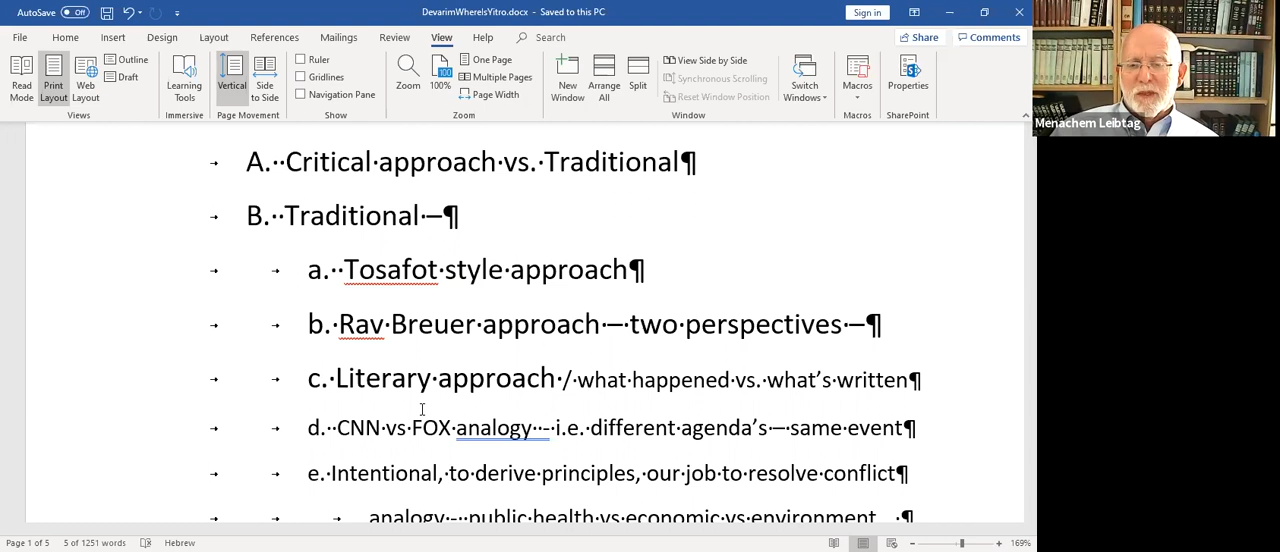 AutoSave Off DevarimWhereIsYitro.docx - Saved to this PC Sign in
File Home Insert Design Layout References Mailings Review View Help Search Share Comments
Read Mode Print Layout Web Layout Outline Draft Learning Tools Vertical Side to Side Ruler Gridlines Navigation Pane Zoom 100% One Page Multiple Pages Page Width New Window Arrange All Split View Side by Side Synchronous Scrolling Reset Window Position Switch Windows Macros Properties
Views Immersive Page Movement Show Zoom Window Macros SharePoint
Menachem Leibtag
A. Critical approach vs. Traditional¶
B. Traditional –¶
a. Tosafot style approach¶
b. Rav Breuer approach – two perspectives –¶
c. Literary approach / what happened vs. what's written¶
d. CNN vs FOX analogy - i.e. different agenda's – same event¶
e. Intentional, to derive principles, our job to resolve conflict¶
analogy - public health vs economic vs environment ¶
Page 1 of 5 5 of 1251 words Hebrew 169%